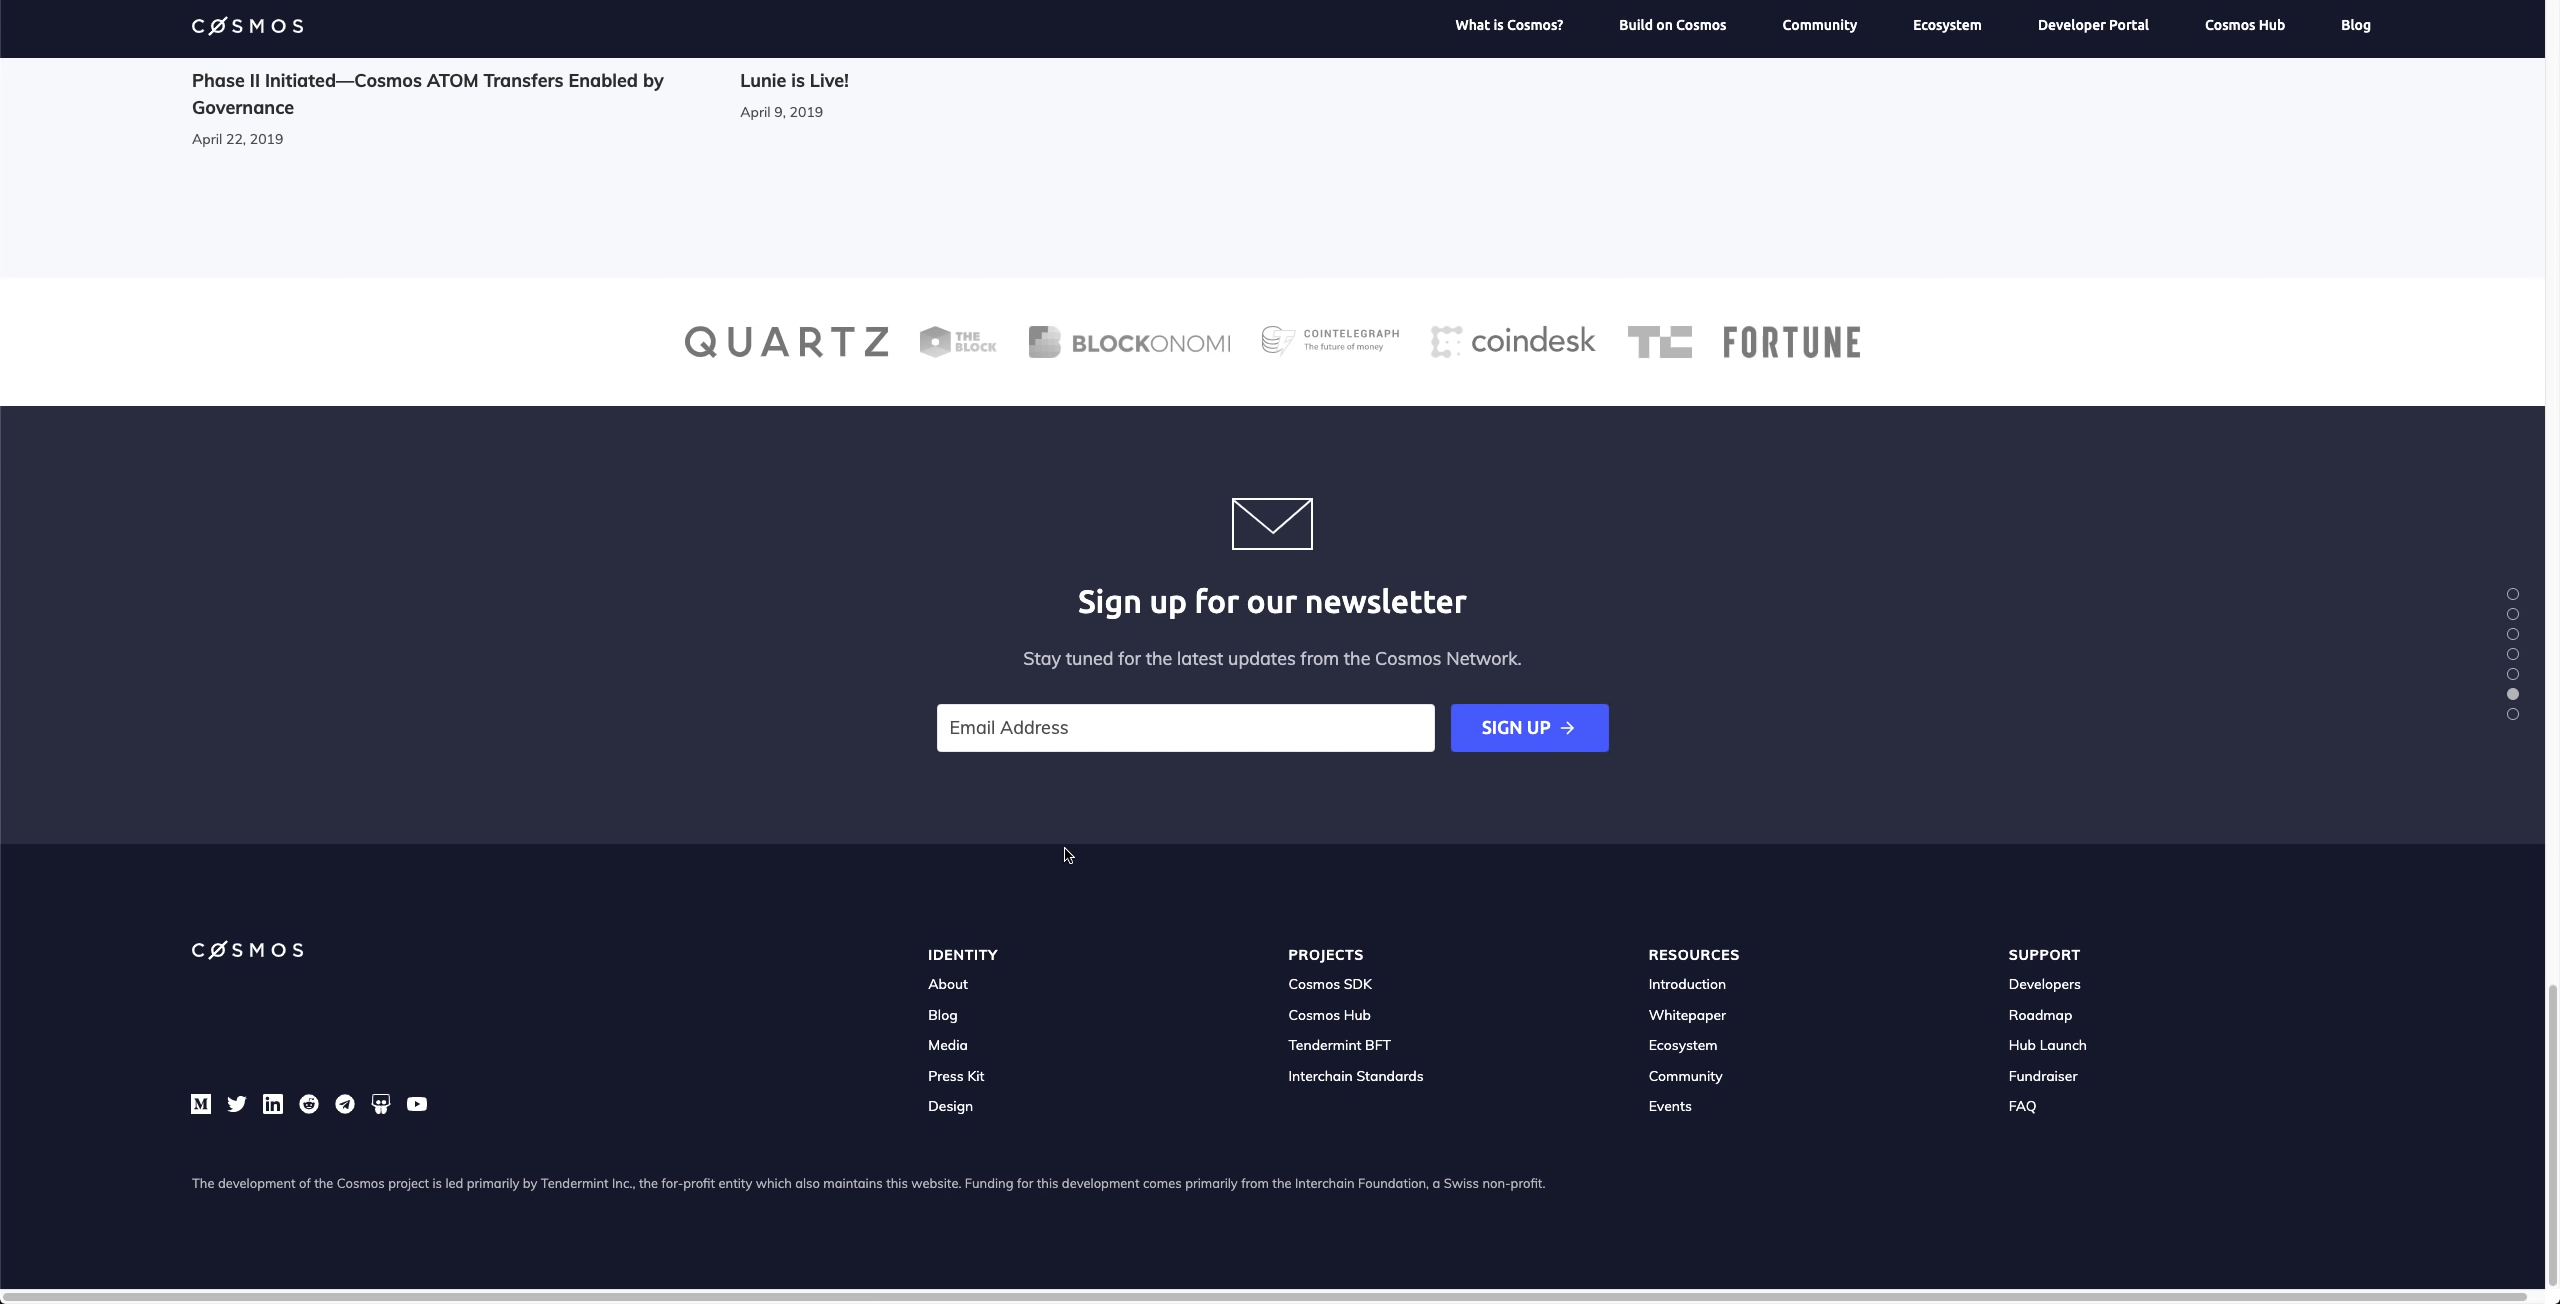 CØSMOS
What is Cosmos?
Build on Cosmos
Community
Ecosystem
Developer Portal
Cosmos Hub
Blog
Phase II Initiated—Cosmos ATOM Transfers Enabled by
Governance
April 22, 2019
Lunie is Live!
April 9, 2019
QUARTZ
THE
BLOCK
BLOCKONOMI
COINTELEGRAPH
The future of money
coindesk
TC
FORTUNE
Sign up for our newsletter
Stay tuned for the latest updates from the Cosmos Network.
Email Address
SIGN UP →
CØSMOS
IDENTITY
About
Blog
Media
Press Kit
Design
PROJECTS
Cosmos SDK
Cosmos Hub
Tendermint BFT
Interchain Standards
RESOURCES
Introduction
Whitepaper
Ecosystem
Community
Events
SUPPORT
Developers
Roadmap
Hub Launch
Fundraiser
FAQ
M
in
The development of the Cosmos project is led primarily by Tendermint Inc., the for-profit entity which also maintains this website. Funding for this development comes primarily from the Interchain Foundation, a Swiss non-profit.